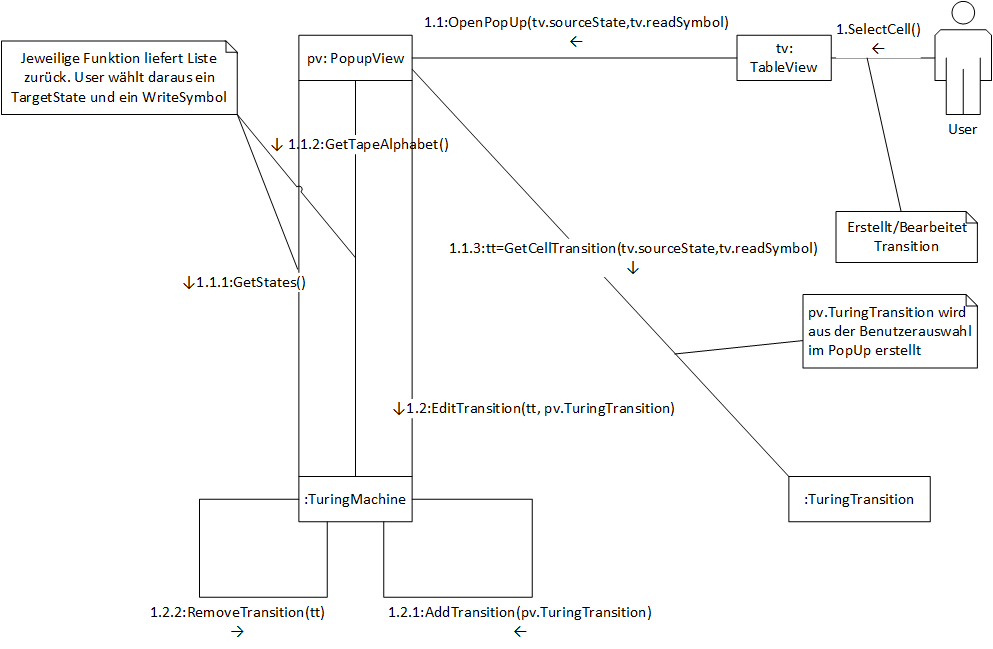 1.1:OpenPopUp(tv.sourceState,tv.readSymbol)
1.SelectCell()
Jeweilige Funktion liefert Liste
zurück. User wählt daraus ein
TargetState und ein WriteSymbol
pv: PopupView
tv:
TableView
User
1.1.2:GetTapeAlphabet()
Erstellt/Bearbeitet
Transition
1.1.3:tt=GetCellTransition(tv.sourceState,tv.readSymbol)
1.1.1:GetStates()
pv.TuringTransition wird
aus der Benutzerauswahl
im PopUp erstellt
1.2:EditTransition(tt, pv.TuringTransition)
:TuringMachine
:TuringTransition
1.2.2:RemoveTransition(tt)
1.2.1:AddTransition(pv.TuringTransition)